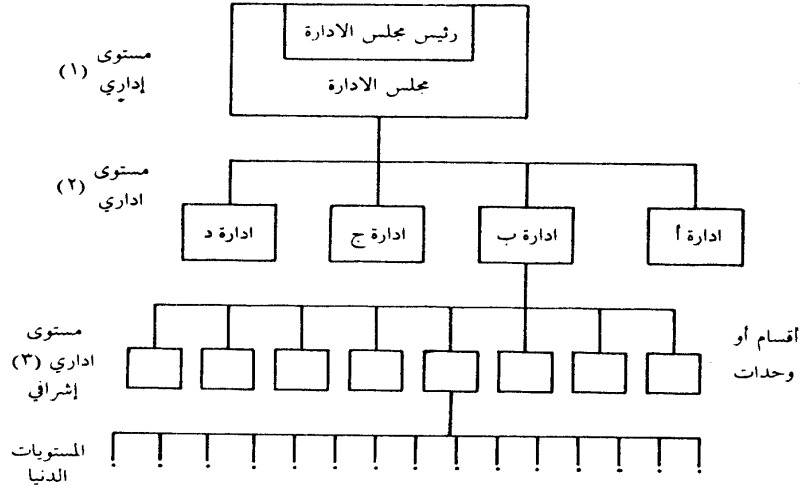 رئيس مجلس الادارة
مجلس الادارة
مستوى
إداري (١)
مستوى
اداري (٢)
ادارة أ
ادارة ب
ادارة ج
ادارة د
أقسام أو
وحدات
مستوى
اداري (٣)
إشرافي
المستويات
الدنيا